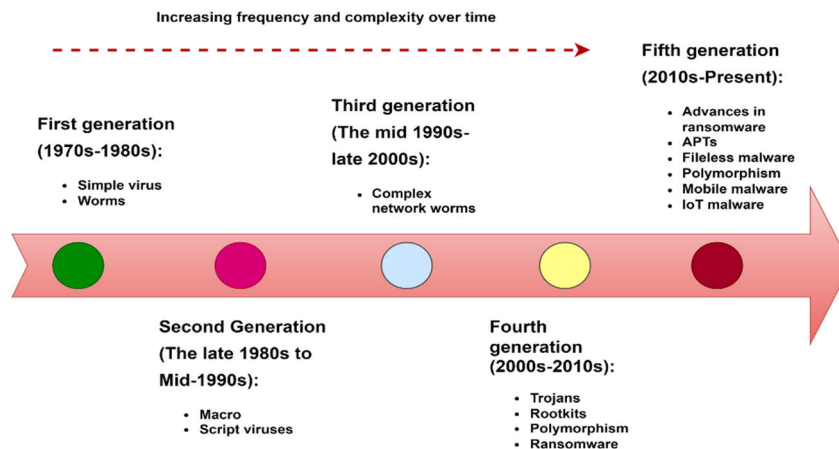 Increasing frequency and complexity over time
First generation
(1970s-1980s):
• Simple virus
• Worms
Second Generation
(The late 1980s to
Mid-1990s):
• Macro
• Script viruses
Third generation
(The mid 1990s-
late 2000s):
• Complex
network worms
Fourth
generation
(2000s-2010s):
• Trojans
• Rootkits
• Polymorphism
• Ransomware
Fifth generation
(2010s-Present):
• Advances in
ransomware
• APTs
• Fileless malware
• Polymorphism
• Mobile malware
• IoT malware